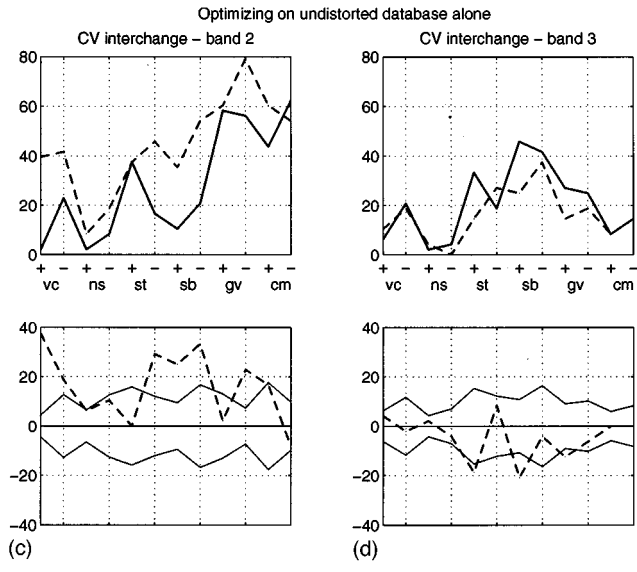 Optimizing on undistorted database alone
CV interchange – band 2
CV interchange – band 3
80
60
40
20
0
+ − + − + − + − + − + −
vc ns st sb gv cm
80
60
40
20
0
+ − + − + − + − + − + −
vc ns st sb gv cm
40
20
0
−20
−40
(c)
40
20
0
−20
−40
(d)